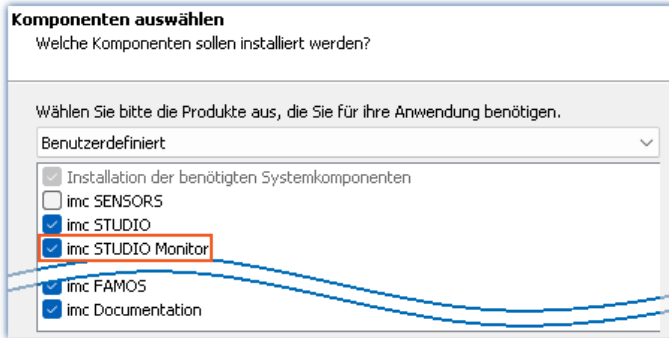 Komponenten auswählen
Welche Komponenten sollen installiert werden?
Wählen Sie bitte die Produkte aus, die Sie für ihre Anwendung benötigen.
Benutzerdefiniert
Installation der benötigten Systemkomponenten
imc SENSORS
imc STUDIO
imc STUDIO Monitor
imc FAMOS
imc Documentation